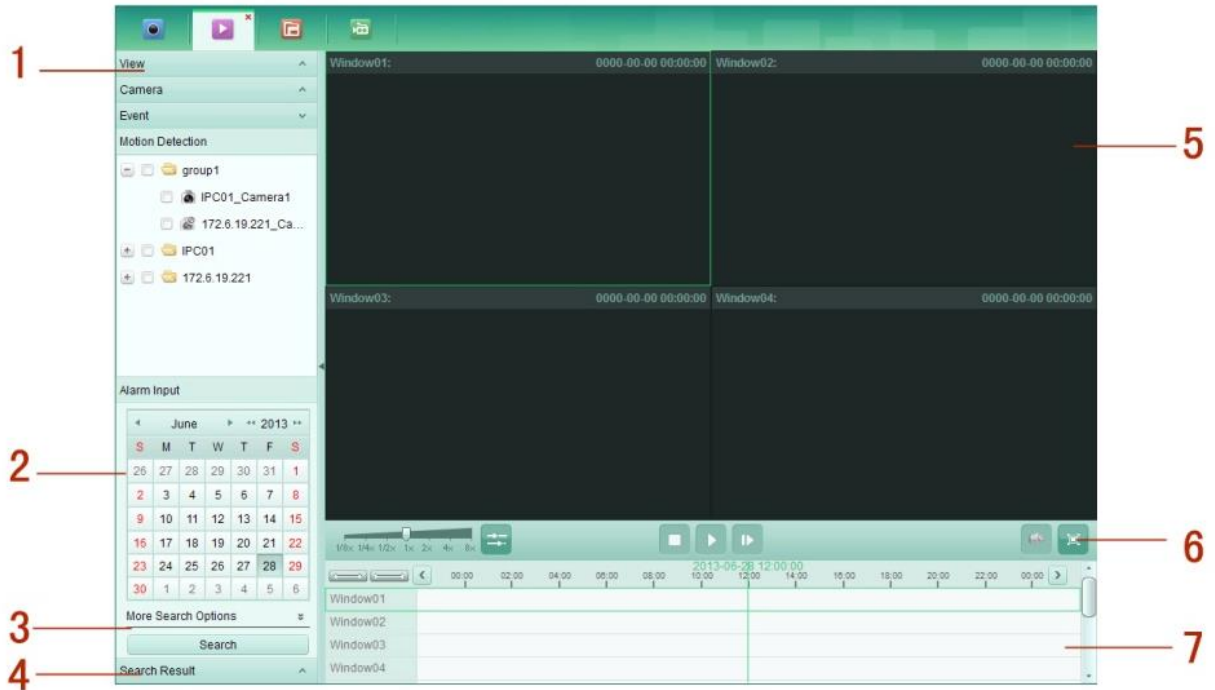 1
View
Camera
Event
Motion Detection
group1
IPC01_Camera1
172.6.19.221_Ca...
IPC01
172.6.19.221
Alarm Input
June 2013
S M T W T F S
26 27 28 29 30 31 1
2 3 4 5 6 7 8
9 10 11 12 13 14 15
16 17 18 19 20 21 22
23 24 25 26 27 28 29
30 1 2 3 4 5 6
2
More Search Options
3
Search
4
Search Result
Window01: 0000-00-00 00:00:00
Window02: 0000-00-00 00:00:00
5
Window03: 0000-00-00 00:00:00
Window04: 0000-00-00 00:00:00
1/8x 1/4x 1/2x 1x 2x 4x 8x
6
2013-06-28 12:00:00
00:00 02:00 04:00 06:00 08:00 10:00 12:00 14:00 16:00 18:00 20:00 22:00 00:00
Window01
Window02
Window03
7
Window04